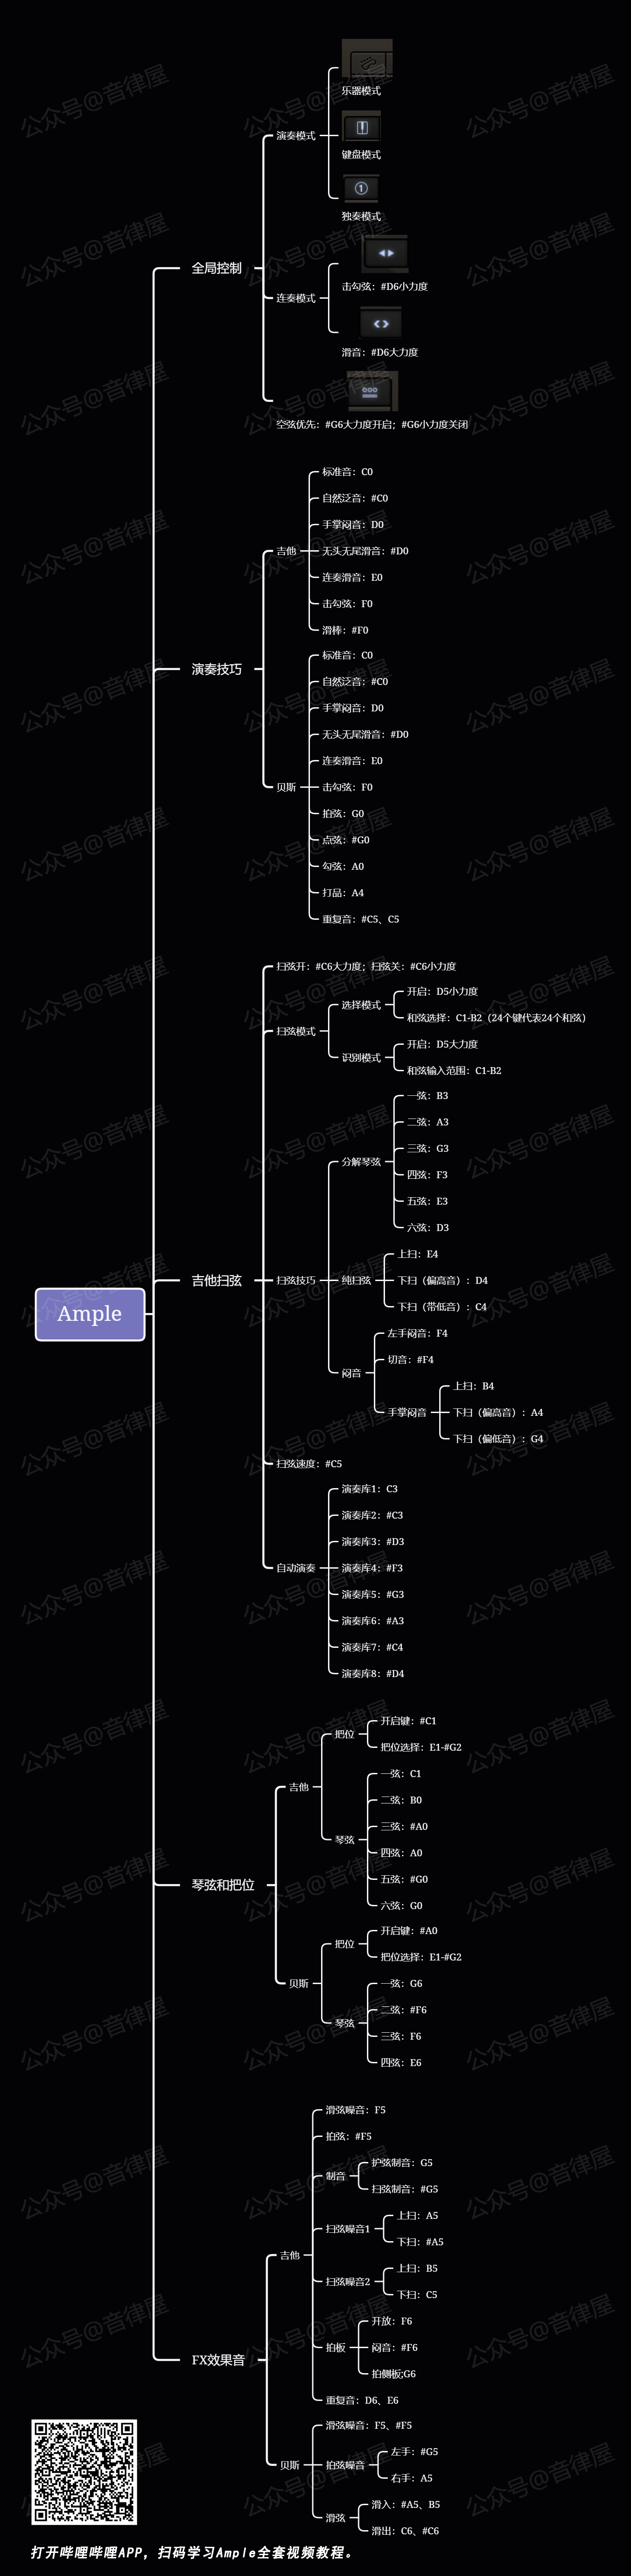 Ample
全局控制
演奏模式
乐器模式
键盘模式
独奏模式
连奏模式
击勾弦：#D6小力度
滑音：#D6大力度
空弦优先：#G6大力度开启；#G6小力度关闭
演奏技巧
吉他
标准音：C0
自然泛音：#C0
手掌闷音：D0
无头无尾滑音：#D0
连奏滑音：E0
击勾弦：F0
滑棒：#F0
贝斯
标准音：C0
自然泛音：#C0
手掌闷音：D0
无头无尾滑音：#D0
连奏滑音：E0
击勾弦：F0
拍弦：G0
点弦：#G0
勾弦：A0
打品：A4
重复音：#C5、C5
吉他扫弦
扫弦开：#C6大力度；扫弦关：#C6小力度
扫弦模式
选择模式
开启：D5小力度
和弦选择：C1-B2（24个键代表24个和弦）
识别模式
开启：D5大力度
和弦输入范围：C1-B2
扫弦技巧
分解琴弦
一弦：B3
二弦：A3
三弦：G3
四弦：F3
五弦：E3
六弦：D3
纯扫弦
上扫：E4
下扫（偏高音）：D4
下扫（带低音）：C4
闷音
左手闷音：F4
切音：#F4
手掌闷音
上扫：B4
下扫（偏高音）：A4
下扫（偏低音）：G4
扫弦速度：#C5
自动演奏
演奏库1：C3
演奏库2：#C3
演奏库3：#D3
演奏库4：#F3
演奏库5：#G3
演奏库6：#A3
演奏库7：#C4
演奏库8：#D4
琴弦和把位
吉他
把位
开启键：#C1
把位选择：E1-#G2
琴弦
一弦：C1
二弦：B0
三弦：#A0
四弦：A0
五弦：#G0
六弦：G0
贝斯
把位
开启键：#A0
把位选择：E1-#G2
琴弦
一弦：G6
二弦：#F6
三弦：F6
四弦：E6
FX效果音
吉他
滑弦噪音：F5
拍弦：#F5
制音
护弦制音：G5
扫弦制音：#G5
扫弦噪音1
上扫：A5
下扫：#A5
扫弦噪音2
上扫：B5
下扫：C5
拍板
开放：F6
闷音：#F6
拍侧板;G6
重复音：D6、E6
贝斯
滑弦噪音：F5、#F5
拍弦噪音
左手：#G5
右手：A5
滑弦
滑入：#A5、B5
滑出：C6、#C6
打开哔哩哔哩APP，扫码学习Ample全套视频教程。
公众号@音律屋